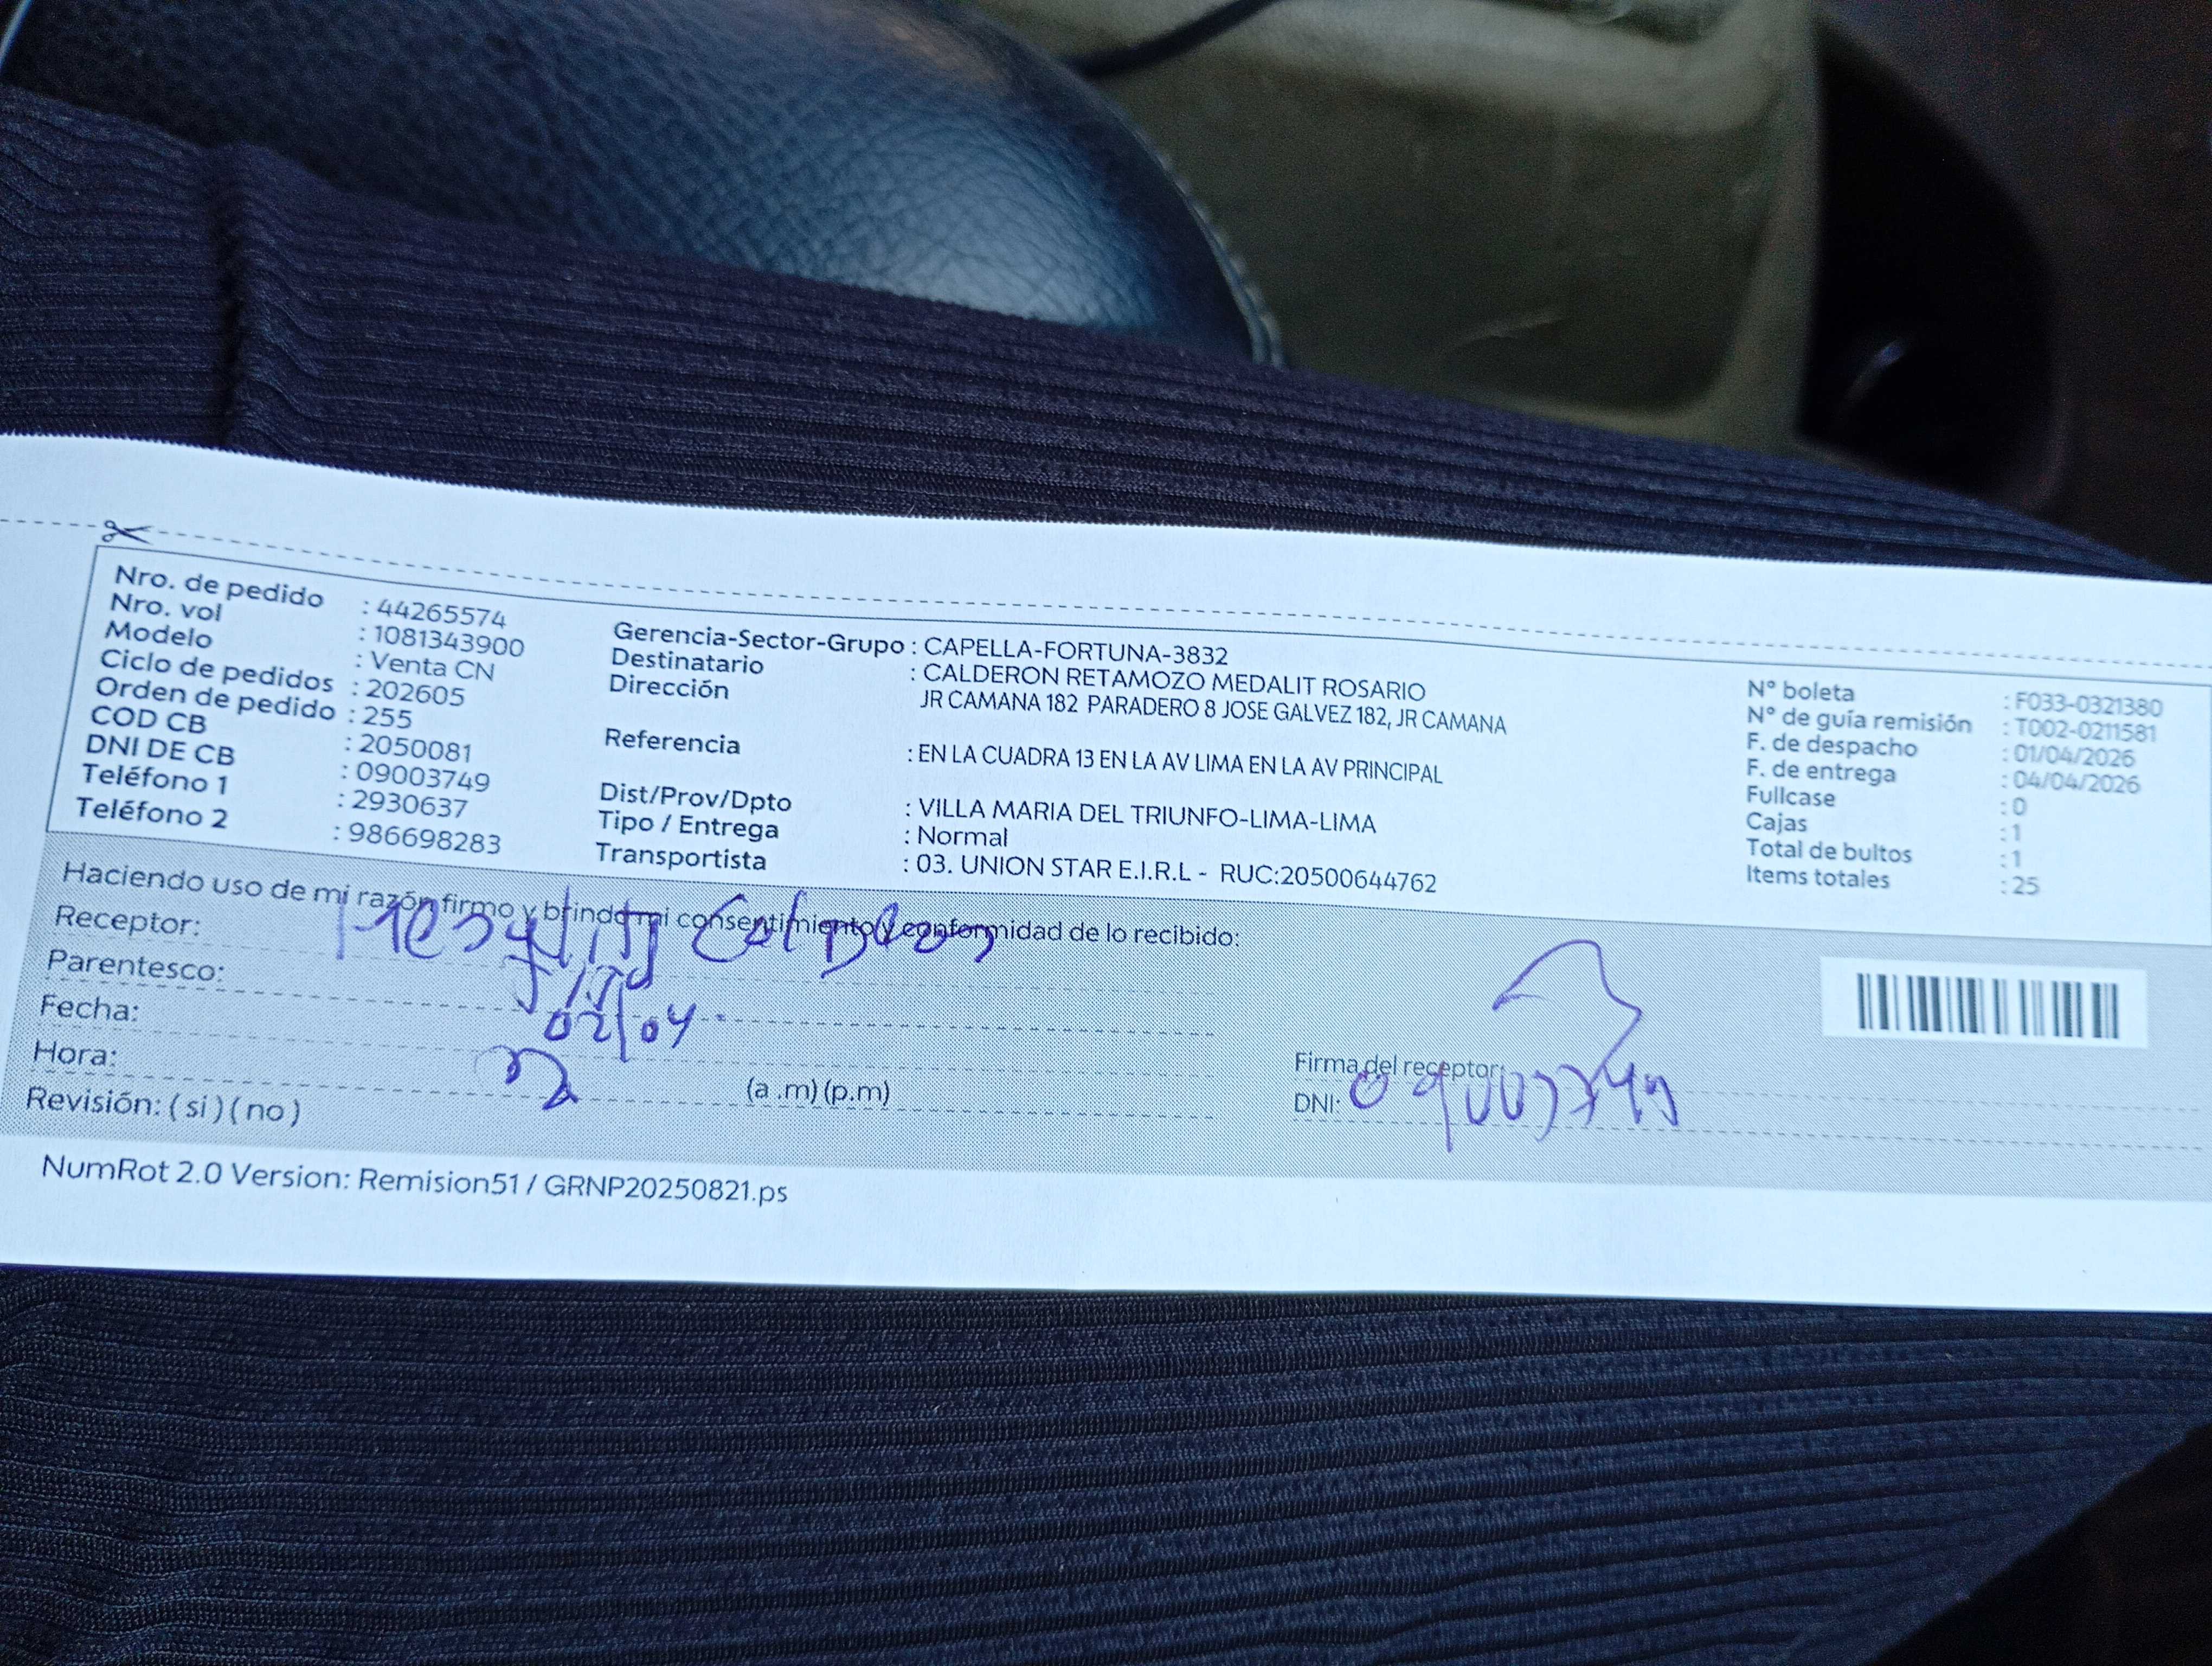 Nro. de pedido : 44265574
Nro. vol : 1081343900
Modelo : Venta CN
Ciclo de pedidos : 202605
Orden de pedido : 255
COD CB : 2050081
DNI DE CB : 09003749
Teléfono 1 : 2930637
Teléfono 2 : 986698283
Gerencia-Sector-Grupo : CAPELLA-FORTUNA-3832
Destinatario : CALDERON RETAMOZO MEDALIT ROSARIO
Dirección JR CAMANA 182 PARADERO 8 JOSE GALVEZ 182, JR CAMANA
Referencia : EN LA CUADRA 13 EN LA AV LIMA EN LA AV PRINCIPAL
Dist/Prov/Dpto : VILLA MARIA DEL TRIUNFO-LIMA-LIMA
Tipo / Entrega : Normal
Transportista : 03. UNION STAR E.I.R.L - RUC:20500644762
N° boleta : F033-0321380
N° de guía remisión : T002-0211581
F. de despacho : 01/04/2026
F. de entrega : 04/04/2026
Fullcase : 0
Cajas : 1
Total de bultos : 1
Items totales : 25
Haciendo uso de mi razón firmo y brindo mi consentimiento y conformidad de lo recibido:
Receptor:
Parentesco:
Fecha: 02/04
Hora: (a .m) (p.m)
Revisión: ( si ) ( no )
Firma del receptor:
DNI: 09003749
NumRot 2.0 Version: Remision51 / GRNP20250821.ps